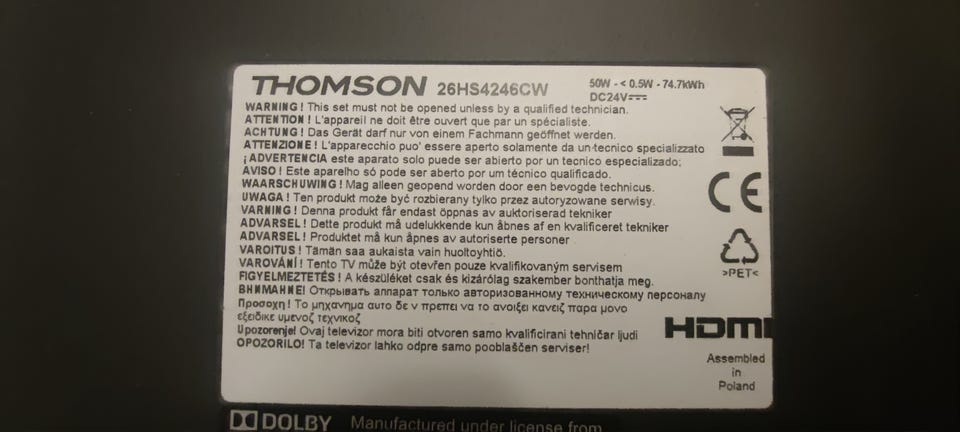 THOMSON 26HS4246CW
50W - < 0.5W - 74.7kWh
DC24V
WARNING ! This set must not be opened unless by a qualified technician.
ATTENTION ! L'appareil ne doit être ouvert que par un spécialiste.
ACHTUNG ! Das Gerät darf nur von einem Fachmann geöffnet werden.
ATTENZIONE ! L'apparecchio puo' essere aperto solamente da un tecnico specializzato
¡ ADVERTENCIA este aparato solo puede ser abierto por un tecnico especializado;
AVISO ! Este aparelho só pode ser aberto por um técnico qualificado.
WAARSCHUWING ! Mag alleen geopend worden door een bevogde technicus.
UWAGA ! Ten produkt może być rozbierany tylko przez autoryzowane serwisy.
VARNING ! Denna produkt får endast öppnas av auktoriserad tekniker
ADVARSEL ! Dette produkt må udelukkende kun åbnes af en kvalificeret tekniker
ADVARSEL ! Produktet må kun åpnes av autoriserte personer
VAROITUS ! Tämän saa aukaista vain huoltoyhtiö.
VAROVÁNÍ ! Tento TV může být otevřen pouze kvalifikovaným servisem
FIGYELMEZTETÉS ! A készüléket csak és kizárólag szakember bonthatja meg.
ВНИМАНИЕ! Открывать аппарат только авторизованному техническому персоналу
Προσοχη ! Το μηχανημα αυτο δε ν πρεπει να το ανοιξει κανειζ παρα μονο
εξειδικε υμενοζ τεχνικοζ
Upozorenje! Ovaj televizor mora biti otvoren samo kvalificirani tehničar ljudi
OPOZORILO! Ta televizor lahko odpre samo pooblaščen serviser!
CE
>PET<
HDMI
Assembled
in
Poland
DOLBY Manufactured under license from